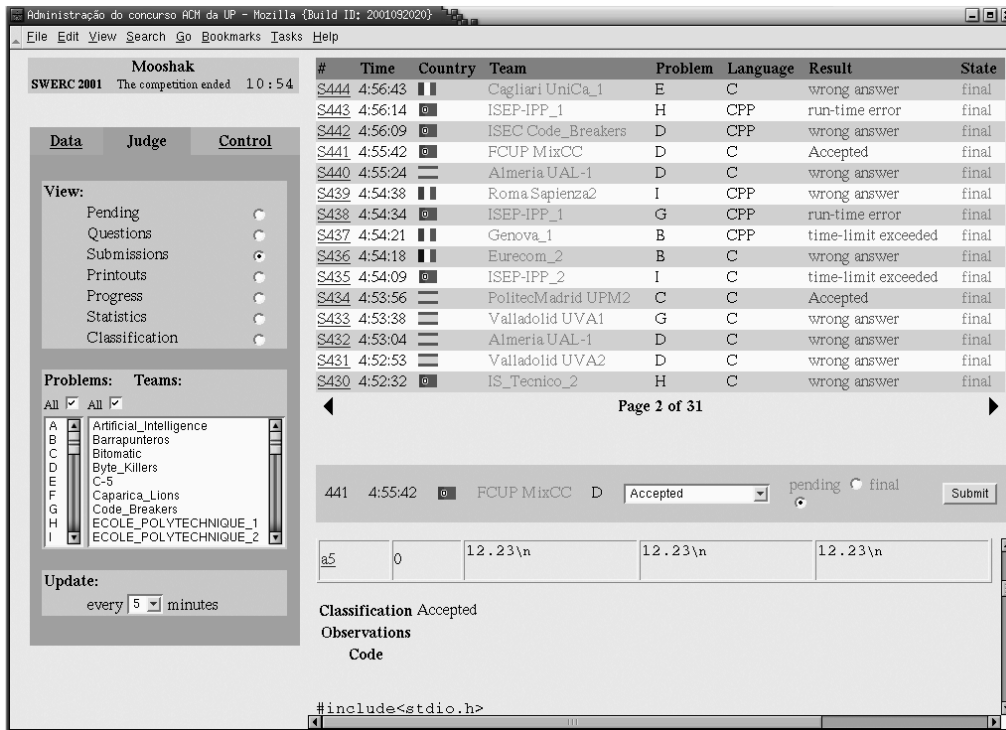 Administração do concurso ACM da UP - Mozilla {Build ID: 2001092020}
File Edit View Search Go Bookmarks Tasks Help
Mooshak
SWERC 2001 The competition ended 10:54
Data Judge Control
View:
Pending
Questions
Submissions
Printouts
Progress
Statistics
Classification
Problems: Teams:
All All
A Artificial_Intelligence
B Barrapunteros
C Bitomatic
D Byte_Killers
E C-5
F Caparica_Lions
G Code_Breakers
H ECOLE_POLYTECHNIQUE_1
I ECOLE_POLYTECHNIQUE_2
Update:
every 5 minutes
# Time Country Team Problem Language Result State
S444 4:56:43 Cagliari UniCa_1 E C wrong answer final
S443 4:56:14 ISEP-IPP_1 H CPP run-time error final
S442 4:56:09 ISEC Code_Breakers D CPP wrong answer final
S441 4:55:42 FCUP MixCC D C Accepted final
S440 4:55:24 Almeria UAL-1 D C wrong answer final
S439 4:54:38 Roma Sapienza2 I CPP wrong answer final
S438 4:54:34 ISEP-IPP_1 G CPP run-time error final
S437 4:54:21 Genova_1 B CPP time-limit exceeded final
S436 4:54:18 Eurecom_2 B C wrong answer final
S435 4:54:09 ISEP-IPP_2 I C time-limit exceeded final
S434 4:53:56 PolitecMadrid UPM2 C C Accepted final
S433 4:53:38 Valladolid UVA1 G C wrong answer final
S432 4:53:04 Almeria UAL-1 D C wrong answer final
S431 4:52:53 Valladolid UVA2 D C wrong answer final
S430 4:52:32 IS_Tecnico_2 H C wrong answer final
Page 2 of 31
441 4:55:42 FCUP MixCC D Accepted pending final Submit
a5 0 12.23\n 12.23\n 12.23\n
Classification Accepted
Observations
Code
#include<stdio.h>